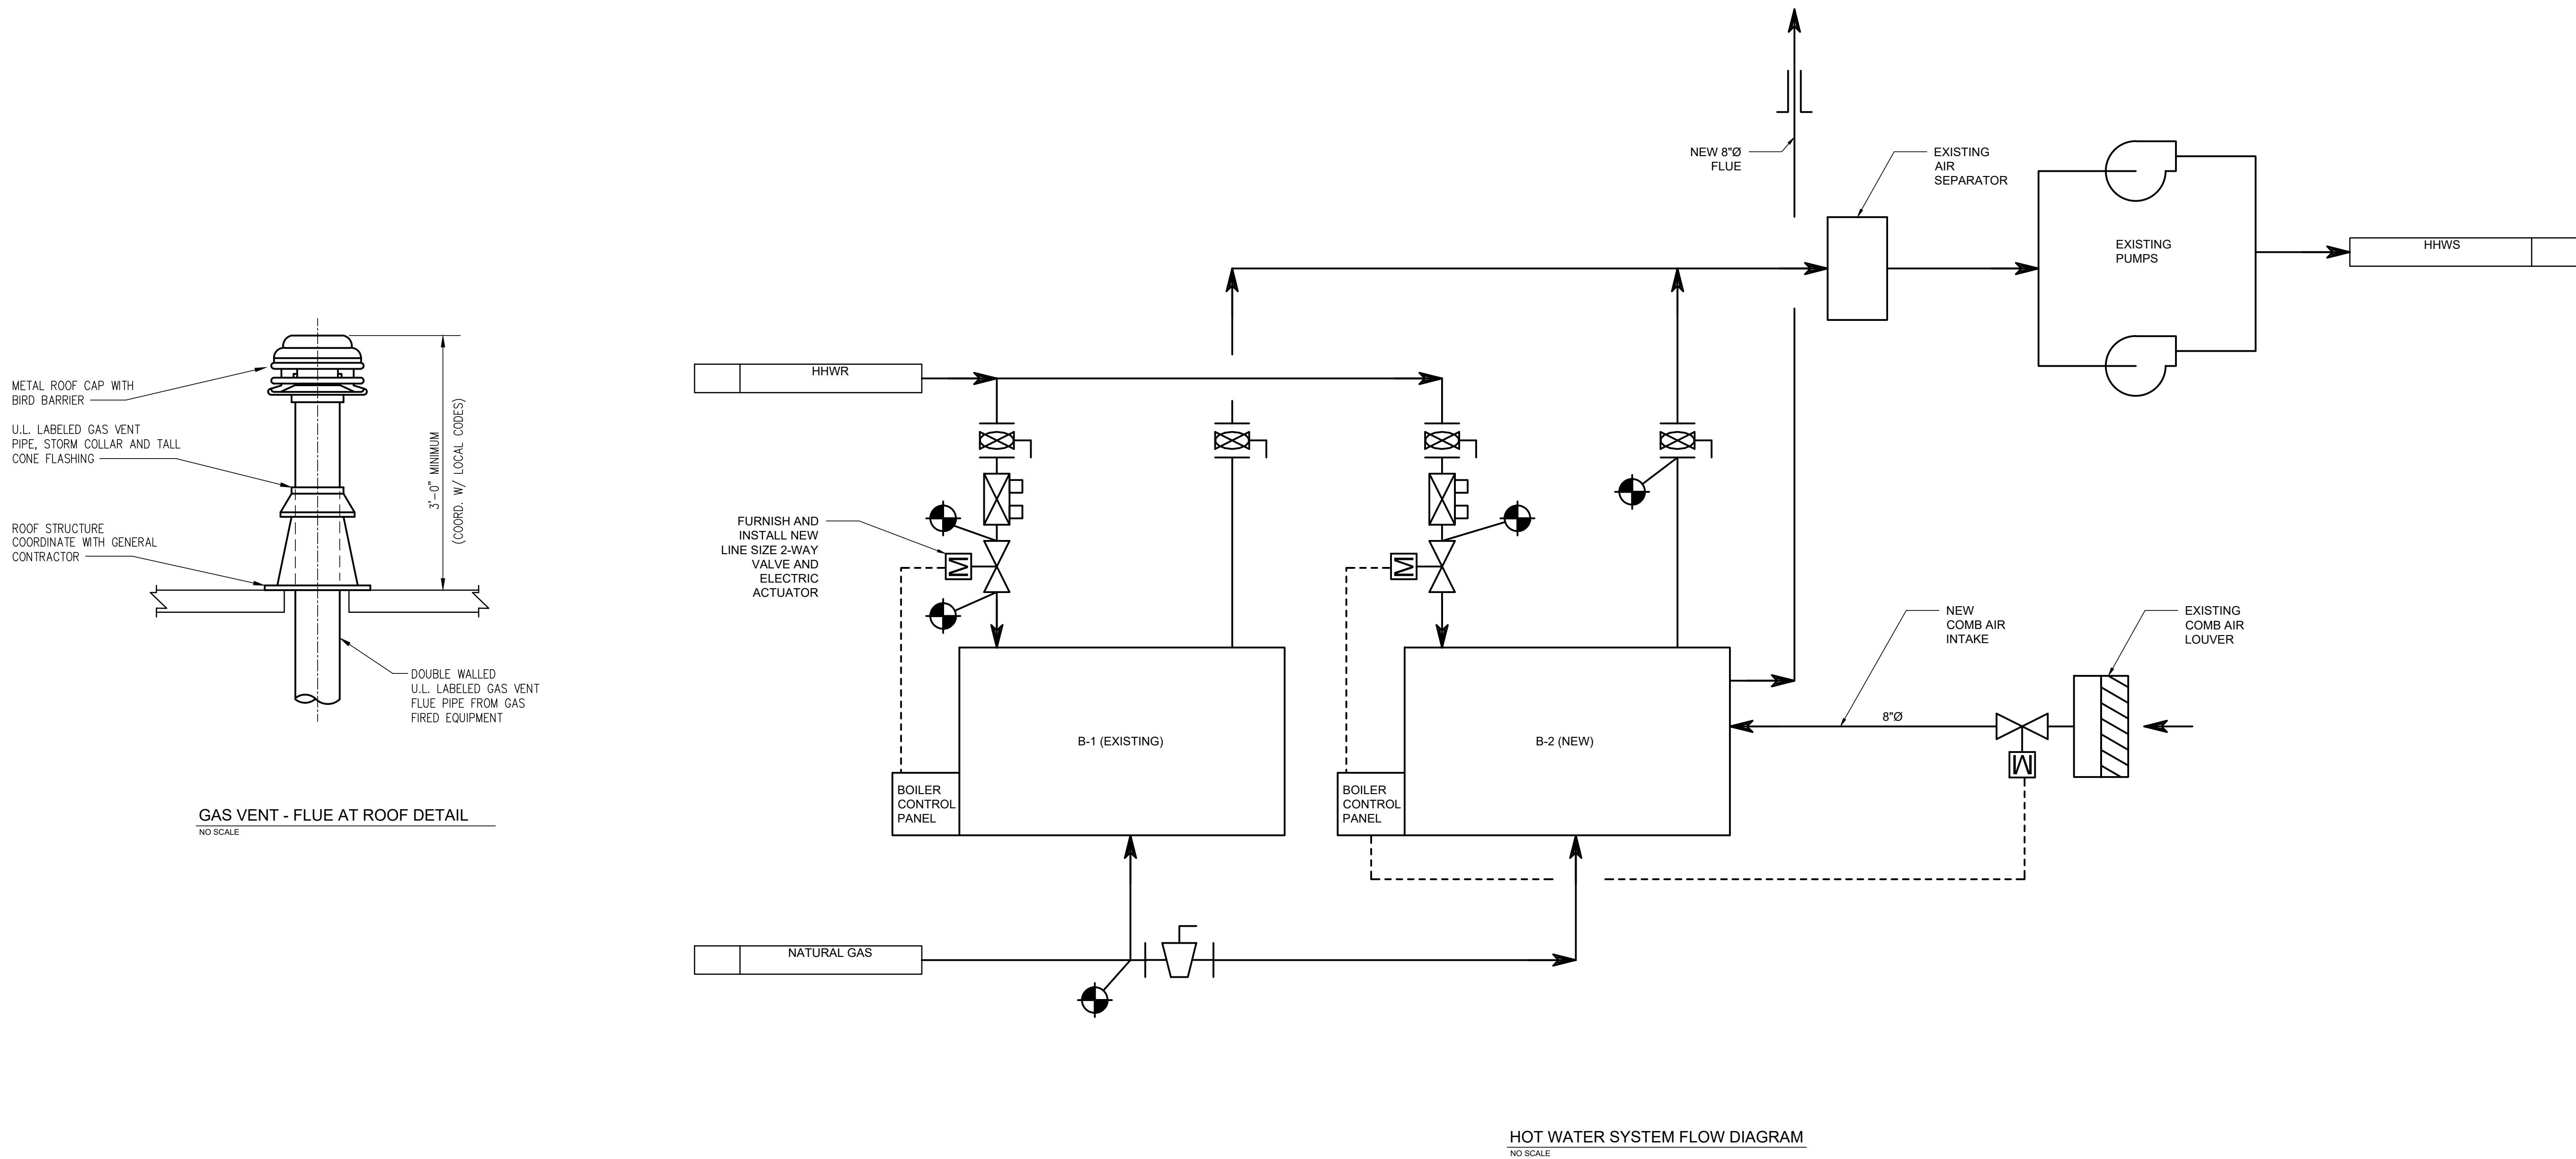 METAL ROOF CAP WITH
BIRD BARRIER
U.L. LABELED GAS VENT
PIPE, STORM COLLAR AND TALL
CONE FLASHING
ROOF STRUCTURE
COORDINATE WITH GENERAL
CONTRACTOR
3'-0" MINIMUM
(COORD. W/ LOCAL CODES)
DOUBLE WALLED
U.L. LABELED GAS VENT
FLUE PIPE FROM GAS
FIRED EQUIPMENT
GAS VENT - FLUE AT ROOF DETAIL
NO SCALE
NEW 8"Ø
FLUE
EXISTING
AIR
SEPARATOR
EXISTING
PUMPS
HHWS
HHWR
FURNISH AND
INSTALL NEW
LINE SIZE 2-WAY
VALVE AND
ELECTRIC
ACTUATOR
M
M
NEW
COMB AIR
INTAKE
EXISTING
COMB AIR
LOUVER
8"Ø
M
B-1 (EXISTING)
B-2 (NEW)
BOILER
CONTROL
PANEL
BOILER
CONTROL
PANEL
NATURAL GAS
HOT WATER SYSTEM FLOW DIAGRAM
NO SCALE